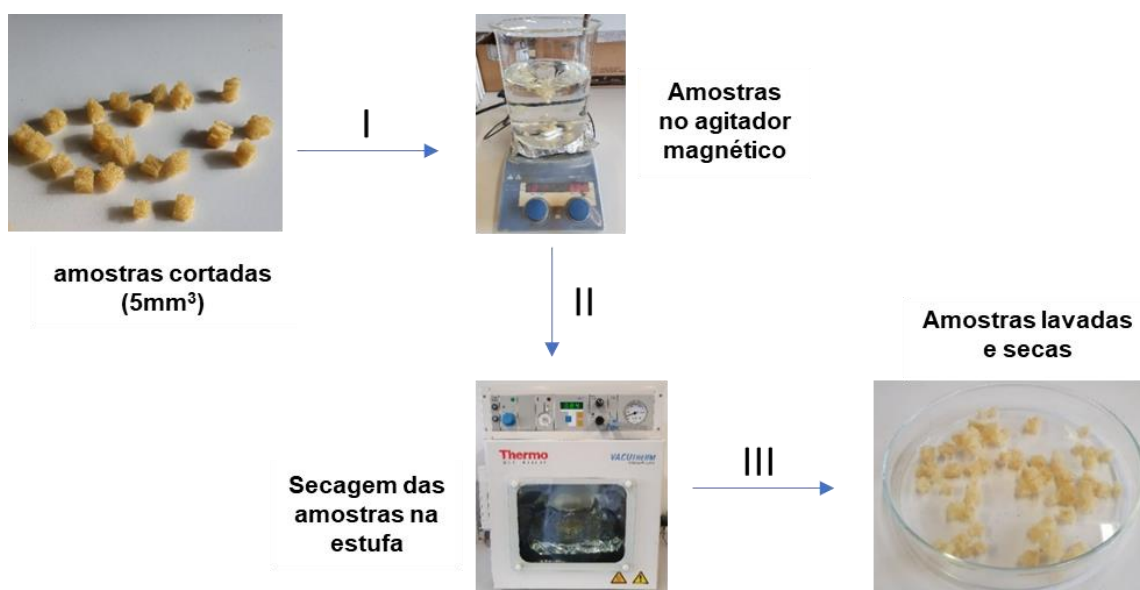 I
Amostras
no agitador
magnético
amostras cortadas
(5mm³)
II
Amostras lavadas
e secas
Thermo
VACUtherm
Secagem das
amostras na
estufa
III